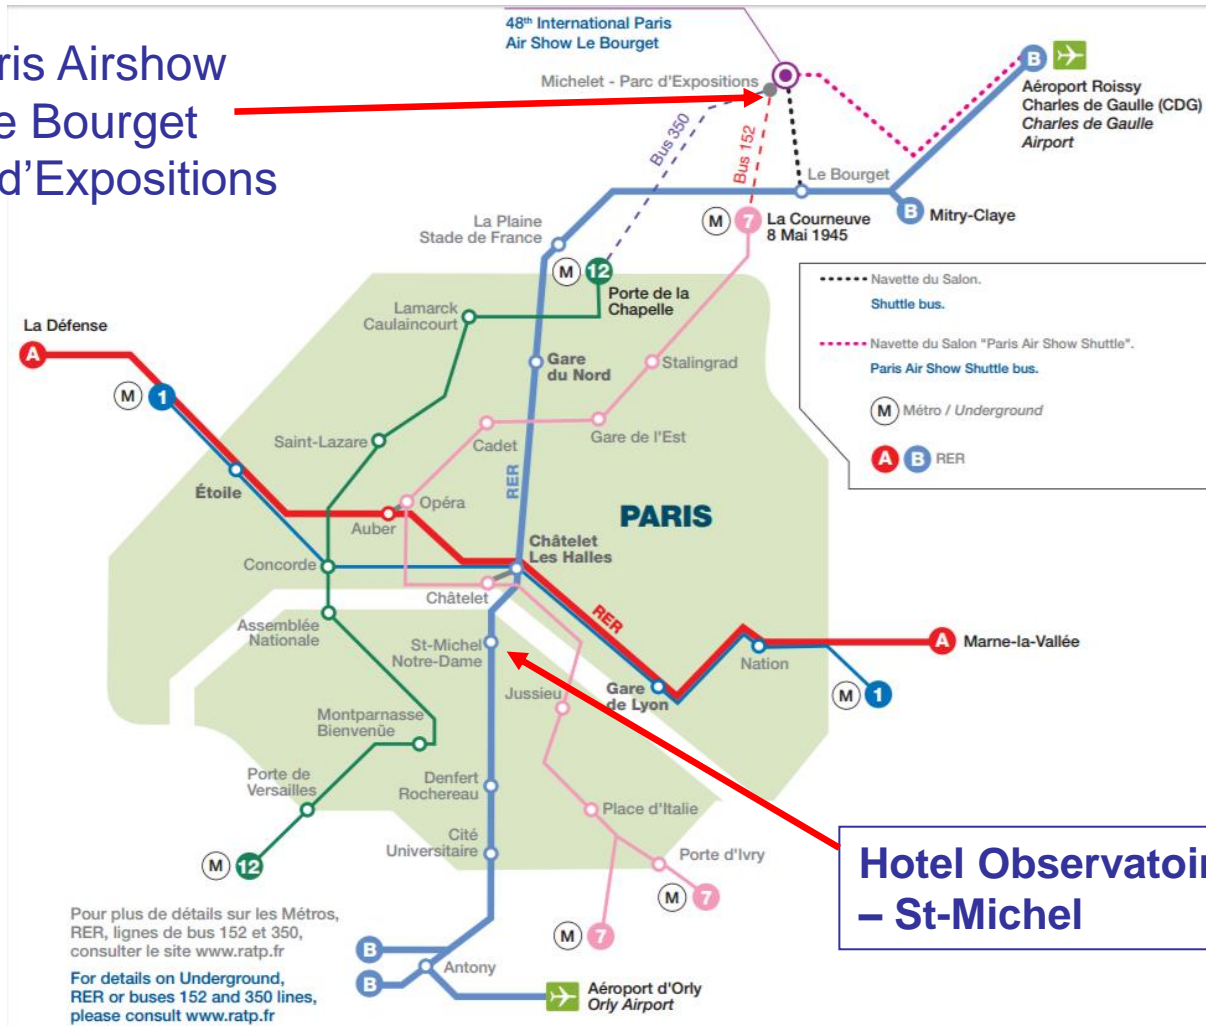 48th International Paris
Air Show Le Bourget
ris Airshow
e Bourget
d’Expositions
Michelet - Parc d'Expositions
B
Aéroport Roissy
Charles de Gaulle (CDG)
Charles de Gaulle
Airport
Bus 350
Bus 152
Le Bourget
B Mitry-Claye
La Plaine
Stade de France
M 7 La Courneuve
8 Mai 1945
M 12
Porte de la
Chapelle
Navette du Salon.
Shuttle bus.
Navette du Salon "Paris Air Show Shuttle".
Paris Air Show Shuttle bus.
M Métro / Underground
A B RER
Lamarck
Caulaincourt
La Défense
A
M 1
Gare
du Nord
Stalingrad
Saint-Lazare
Cadet
Gare de l'Est
Étoile
RER
Opéra
Auber
PARIS
Châtelet
Les Halles
Concorde
Châtelet
RER
Assemblée
Nationale
St-Michel
Notre-Dame
Nation
A Marne-la-Vallée
Jussieu
Gare
de Lyon
M 1
Montparnasse
Bienvenüe
Porte de
Versailles
Denfert
Rochereau
Place d'Italie
Cité
Universitaire
Porte d'Ivry
M 12
M 7
M 7
Hotel Observatoir
– St-Michel
Pour plus de détails sur les Métros,
RER, lignes de bus 152 et 350,
consulter le site www.ratp.fr
For details on Underground,
RER or buses 152 and 350 lines,
please consult www.ratp.fr
B
B
Antony
Aéroport d'Orly
Orly Airport